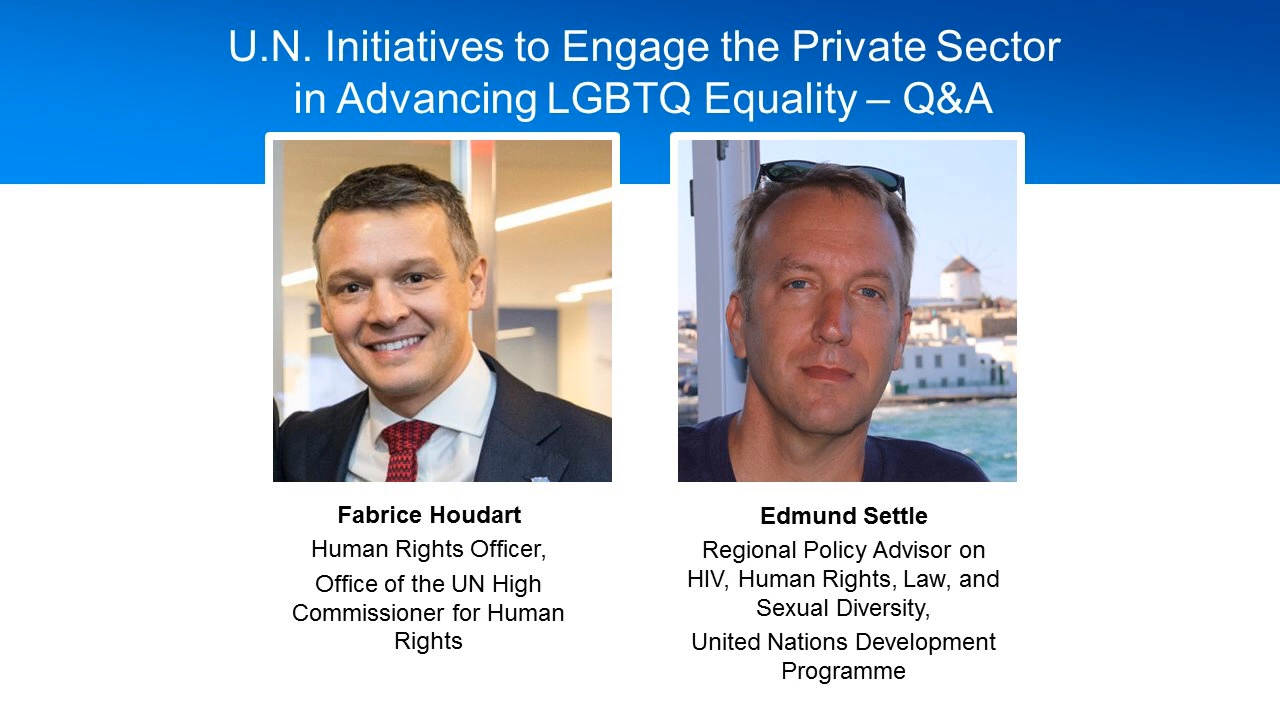 U.N. Initiatives to Engage the Private Sector
in Advancing LGBTQ Equality – Q&A
Fabrice Houdart
Human Rights Officer,
Office of the UN High
Commissioner for Human
Rights
Edmund Settle
Regional Policy Advisor on
HIV, Human Rights, Law, and
Sexual Diversity,
United Nations Development
Programme